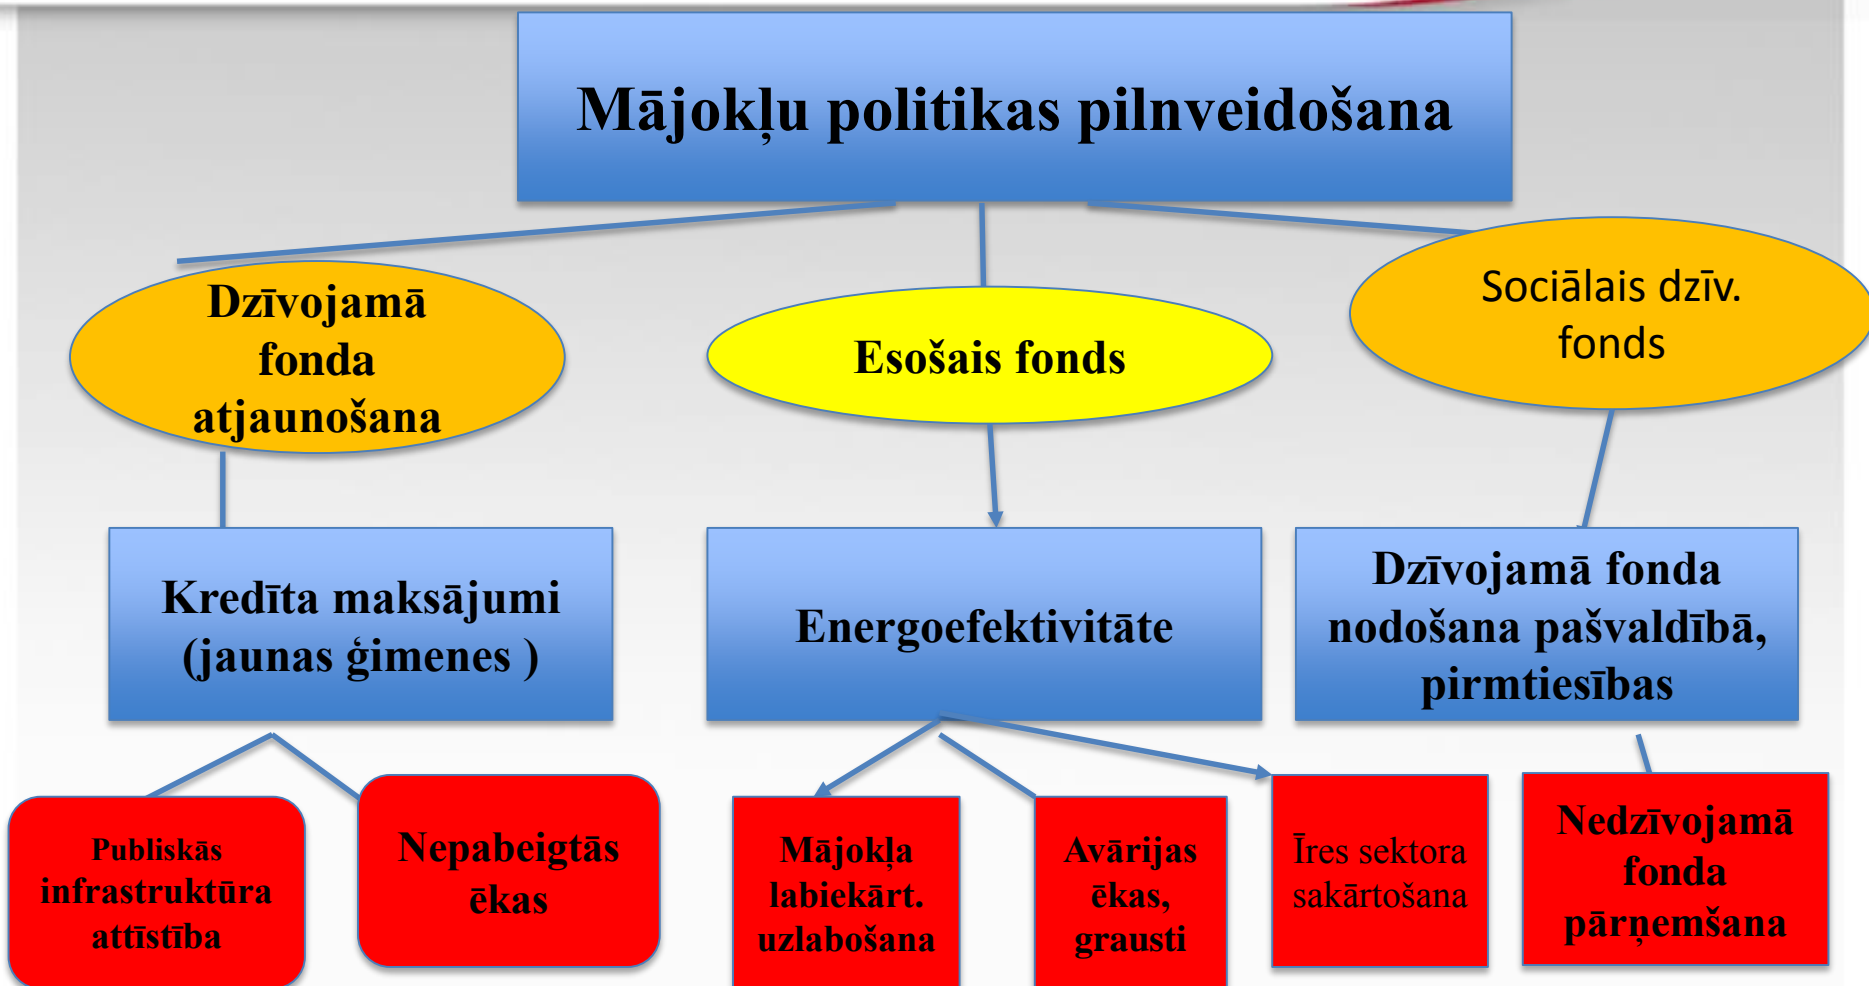 Mājokļu politikas pilnveidošana
Dzīvojamā
fonda
atjaunošana
Esošais fonds
Sociālais dzīv.
fonds
Kredīta maksājumi
(jaunas ģimenes )
Energoefektivitāte
Dzīvojamā fonda
nodošana pašvaldībā,
pirmtiesības
Publiskās
infrastruktūra
attīstība
Nepabeigtās
ēkas
Mājokļa
labiekārt.
uzlabošana
Avārijas
ēkas,
grausti
Īres sektora
sakārtošana
Nedzīvojamā
fonda
pārņemšana